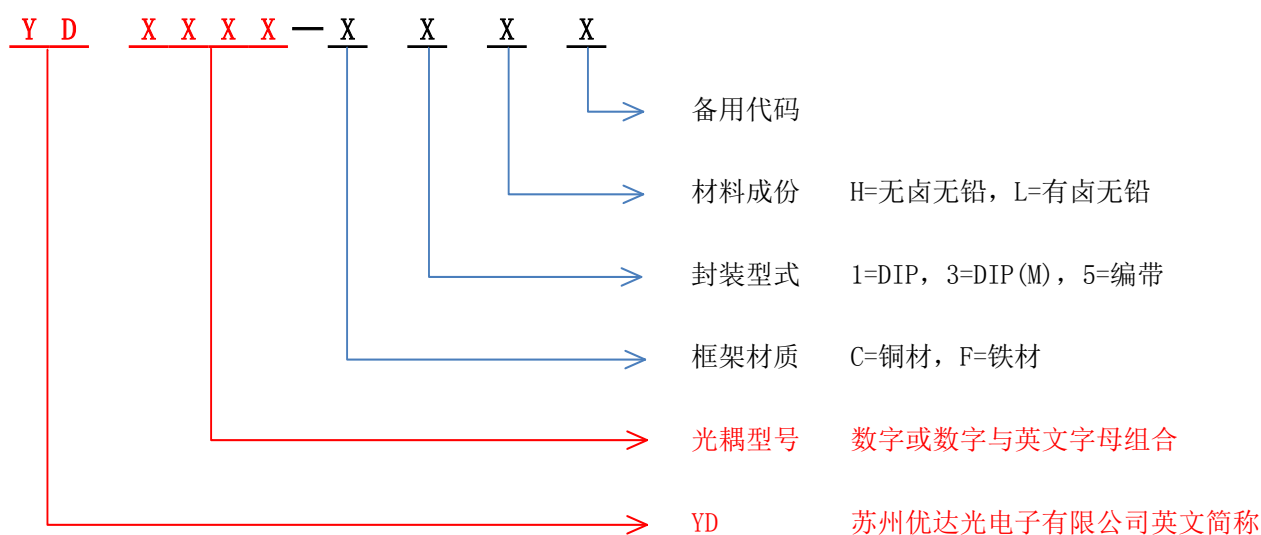 YD XXXX—X X X X
备用代码
材料成份 H=无卤无铅，L=有卤无铅
封装型式 1=DIP，3=DIP(M)，5=编带
框架材质 C=铜材，F=铁材
光耦型号 数字或数字与英文字母组合
YD 苏州优达光电子有限公司英文简称